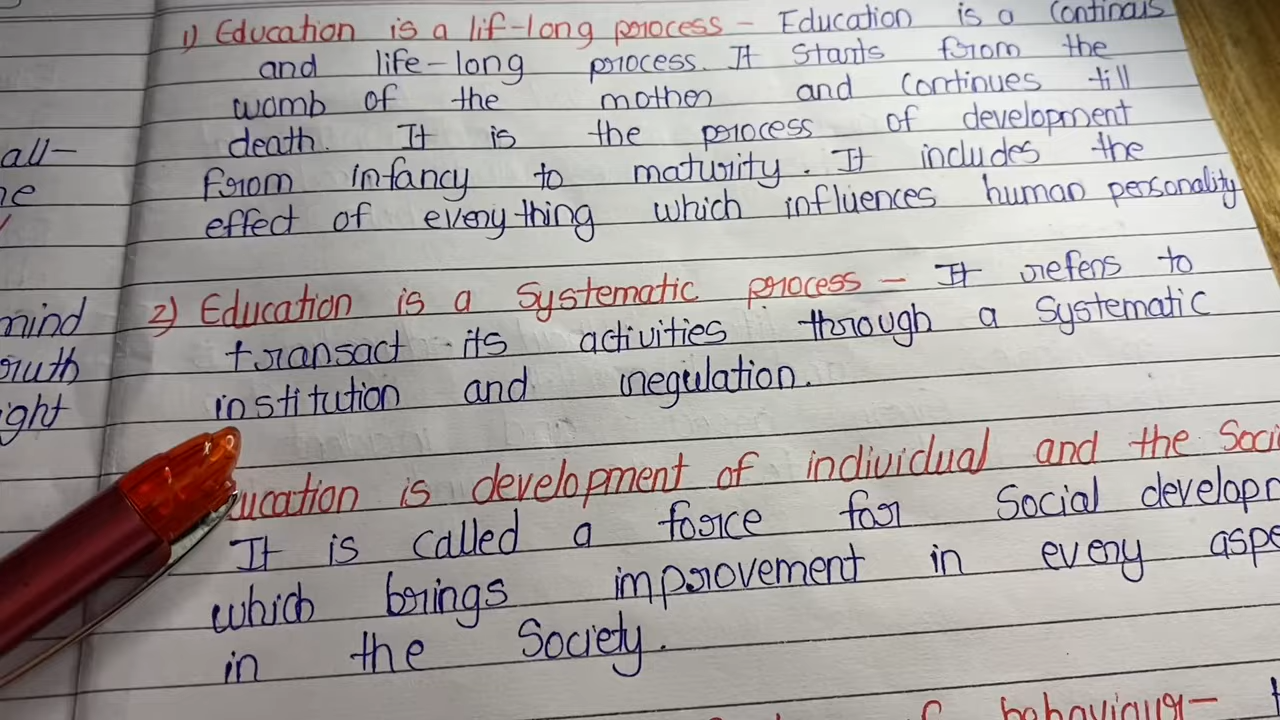 1) Education is a lif-long process - Education is a Continous
and life-long process. It starts from the
womb of the mother and continues till
death. It is the process of development
all-
from infancy to maturity. It includes the
effect of everything which influences human personality
2) Education is a Systematic process - It refers to
mind
transact its activities through a Systematic
ruth
institution and regulation.
ight
ucation is development of individual and the Soci
It is called a force for Social developm
which brings improvement in every aspe
in the Society.
behaviour-